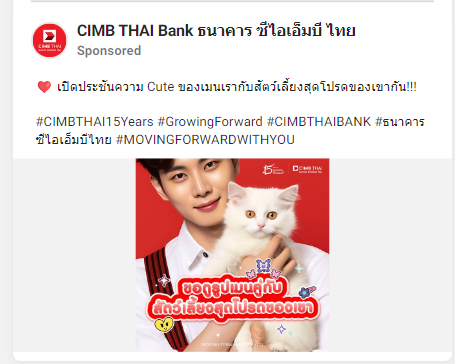 CIMB THAI
CIMB THAI Bank ธนาคาร ซีไอเอ็มบี ไทย
Sponsored
เปิดประชันความ Cute ของเมนเรากับสัตว์เลี้ยงสุดโปรดของเขากัน!!!
#CIMBTHAI15Years #GrowingForward #CIMBTHAIBANK #ธนาคาร
ซีไอเอ็มบีไทย #MOVINGFORWARDWITHYOU
15
CIMB THAI
ขอดูรูปเมนคู่กับ
สัตว์เลี้ยงสุดโปรดของเขา